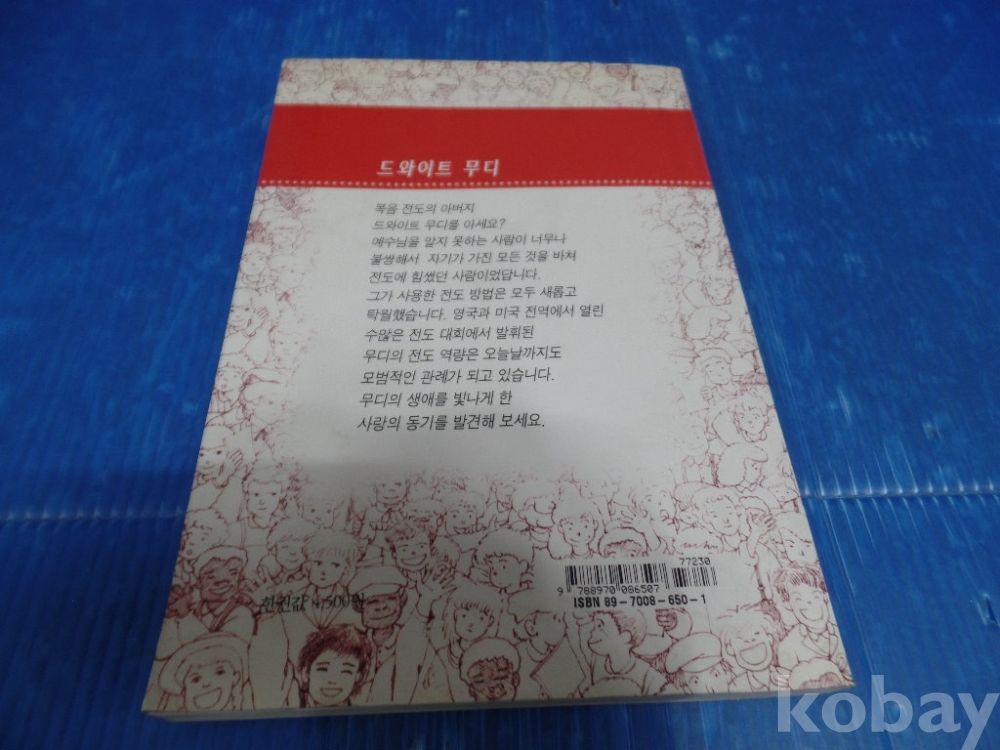 드와이트 무디
복음 전도의 아버지
드와이트 무디를 아세요?
예수님을 알지 못하는 사람이 너무나
불쌍해서 자기가 가진 모든 것을 바쳐
전도에 힘썼던 사람이었답니다.
그가 사용한 전도 방법은 모두 새롭고
탁월했습니다. 영국과 미국 전역에서 열린
수많은 전도 대회에서 발휘된
무디의 전도 역량은 오늘날까지도
모범적인 관례가 되고 있습니다.
무디의 생애를 빛나게 한
사랑의 동기를 발견해 보세요.
77230
9 788970 086507
ISBN 89-7008-650-1
4,500원
kobay